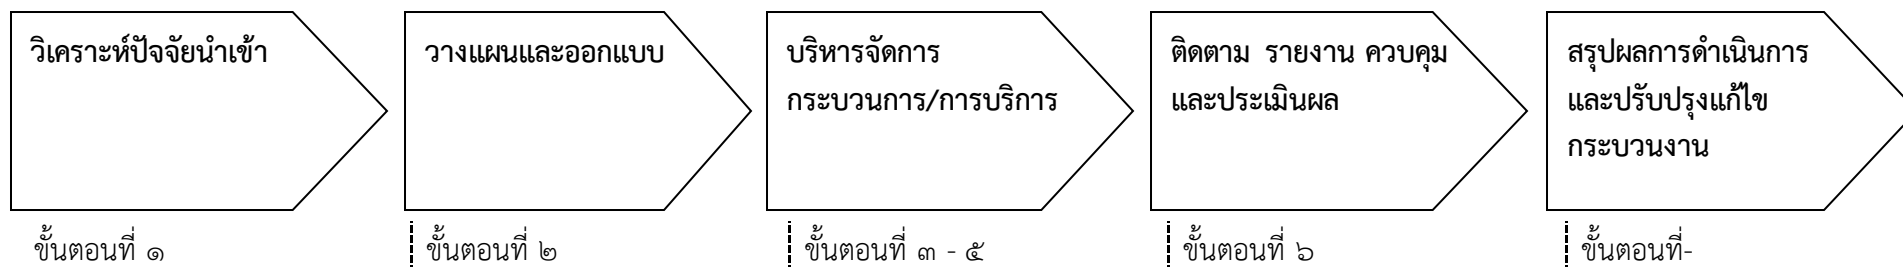 วิเคราะห์ปัจจัยนำเข้า
วางแผนและออกแบบ
บริหารจัดการ
กระบวนการ/การบริการ
ติดตาม รายงาน ควบคุม
และประเมินผล
สรุปผลการดำเนินการ
และปรับปรุงแก้ไข
กระบวนงาน
ขั้นตอนที่ ๑
ขั้นตอนที่ ๒
ขั้นตอนที่ ๓ - ๕
ขั้นตอนที่ ๖
ขั้นตอนที่-